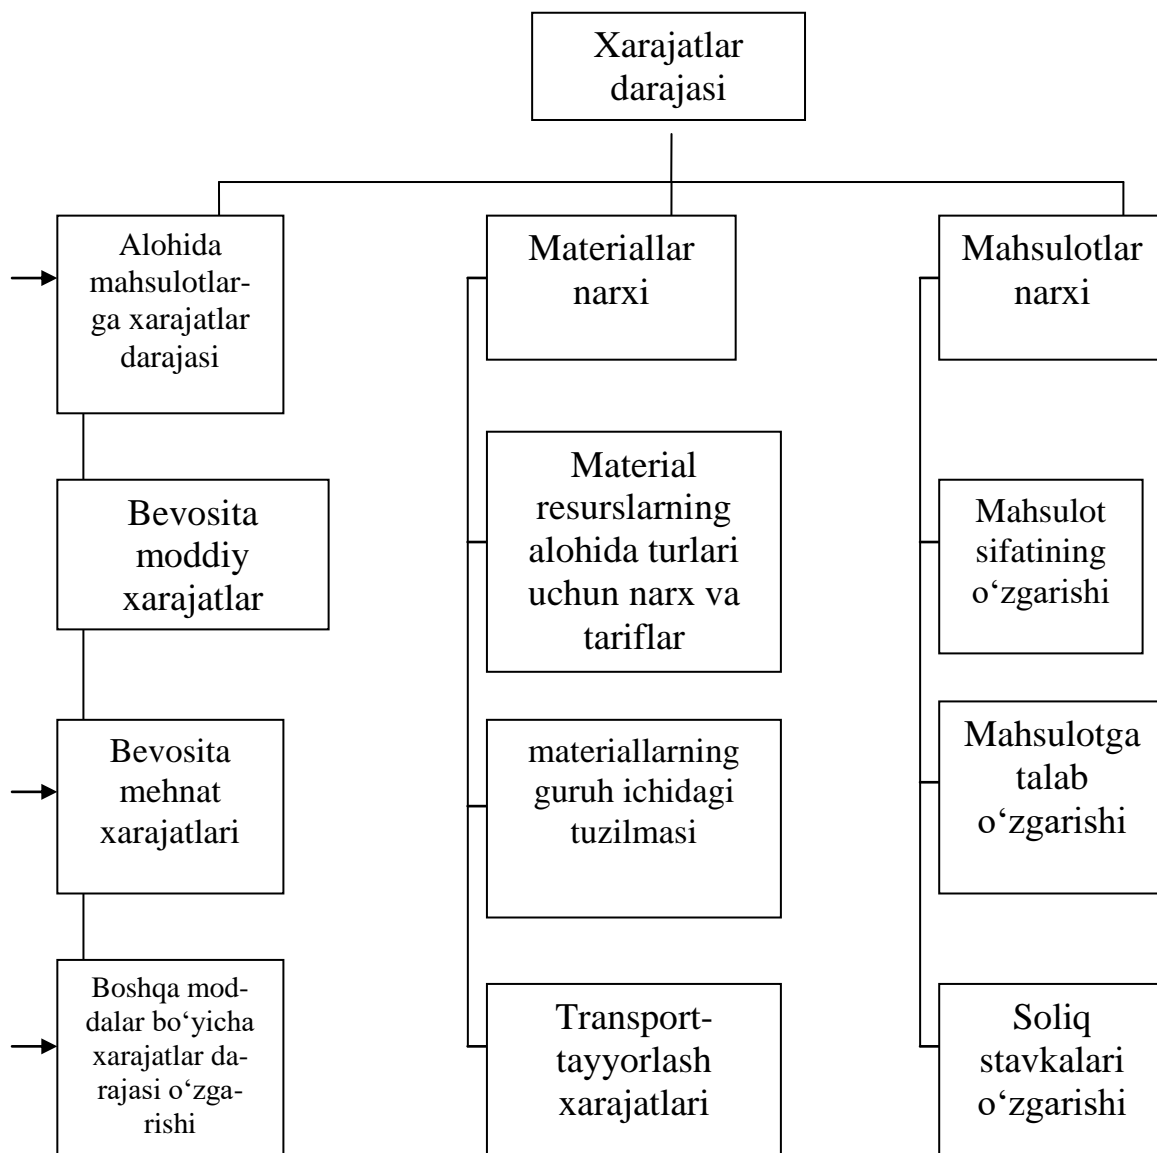 Xarajatlar
darajasi
Alohida
mahsulotlar-
ga xarajatlar
darajasi
Materiallar
narxi
Mahsulotlar
narxi
Bevosita
moddiy
xarajatlar
Material
resurslarning
alohida turlari
uchun narx va
tariflar
Mahsulot
sifatining
o‘zgarishi
Bevosita
mehnat
xarajatlari
materiallarning
guruh ichidagi
tuzilmasi
Mahsulotga
talab
o‘zgarishi
Boshqa mod-
dalar bo‘yicha
xarajatlar da-
rajasi o‘zga-
rishi
Transport-
tayyorlash
xarajatlari
Soliq
stavkalari
o‘zgarishi